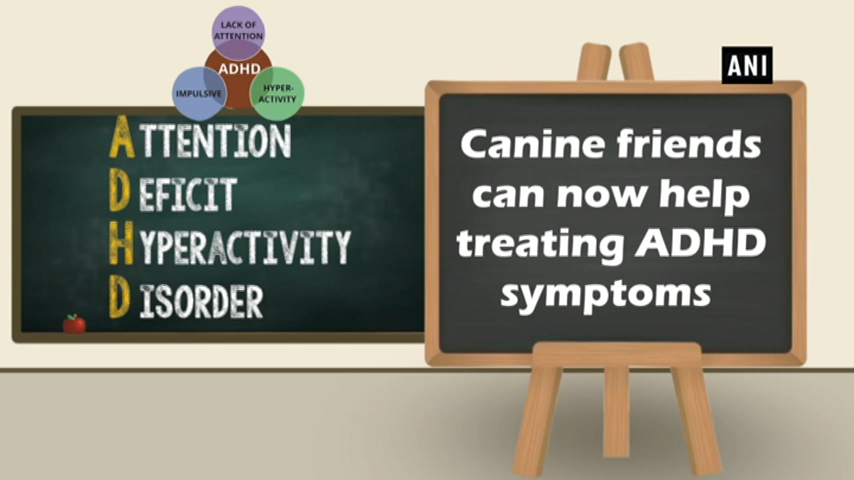 LACK OF
ATTENTION
ADHD
IMPULSIVE
HYPER-
ACTIVITY
ATTENTION
DEFICIT
HYPERACTIVITY
DISORDER
ANI
Canine friends
can now help
treating ADHD
symptoms